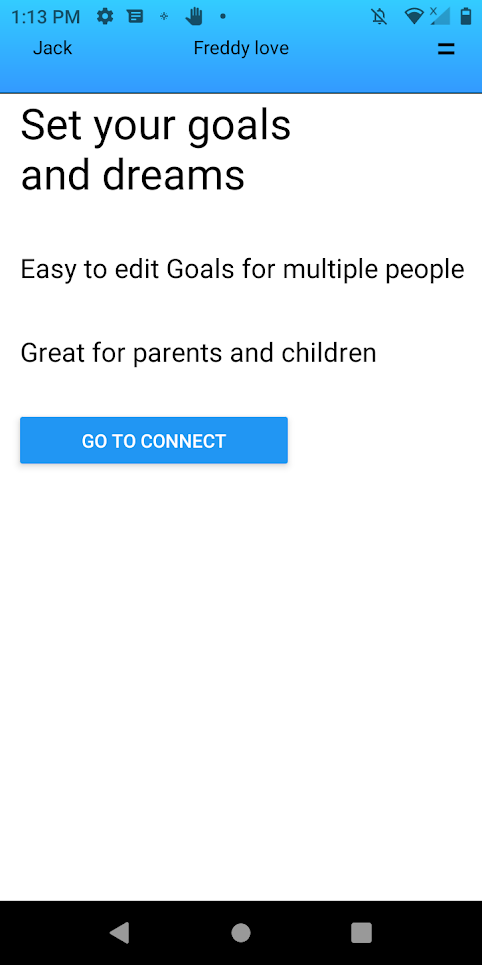 1:13 PM
Jack Freddy love
Set your goals
and dreams
Easy to edit Goals for multiple people
Great for parents and children
GO TO CONNECT